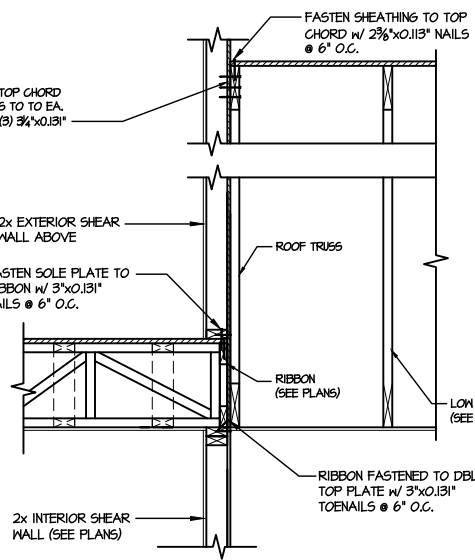 FASTEN SHEATHING TO TOP
CHORD W/ 2⅜"x0.113" NAILS
@ 6" O.C.
TOP CHORD
TO TO EA.
(3) 3¼"x0.131"
2x EXTERIOR SHEAR
WALL ABOVE
SOLE PLATE TO
W/ 3"x0.131"
@ 6" O.C.
ROOF TRUSS
RIBBON
(SEE PLANS)
LOW
(SEE
RIBBON FASTENED TO DBL
TOP PLATE W/ 3"x0.131"
TOENAILS @ 6" O.C.
2x INTERIOR SHEAR
WALL (SEE PLANS)